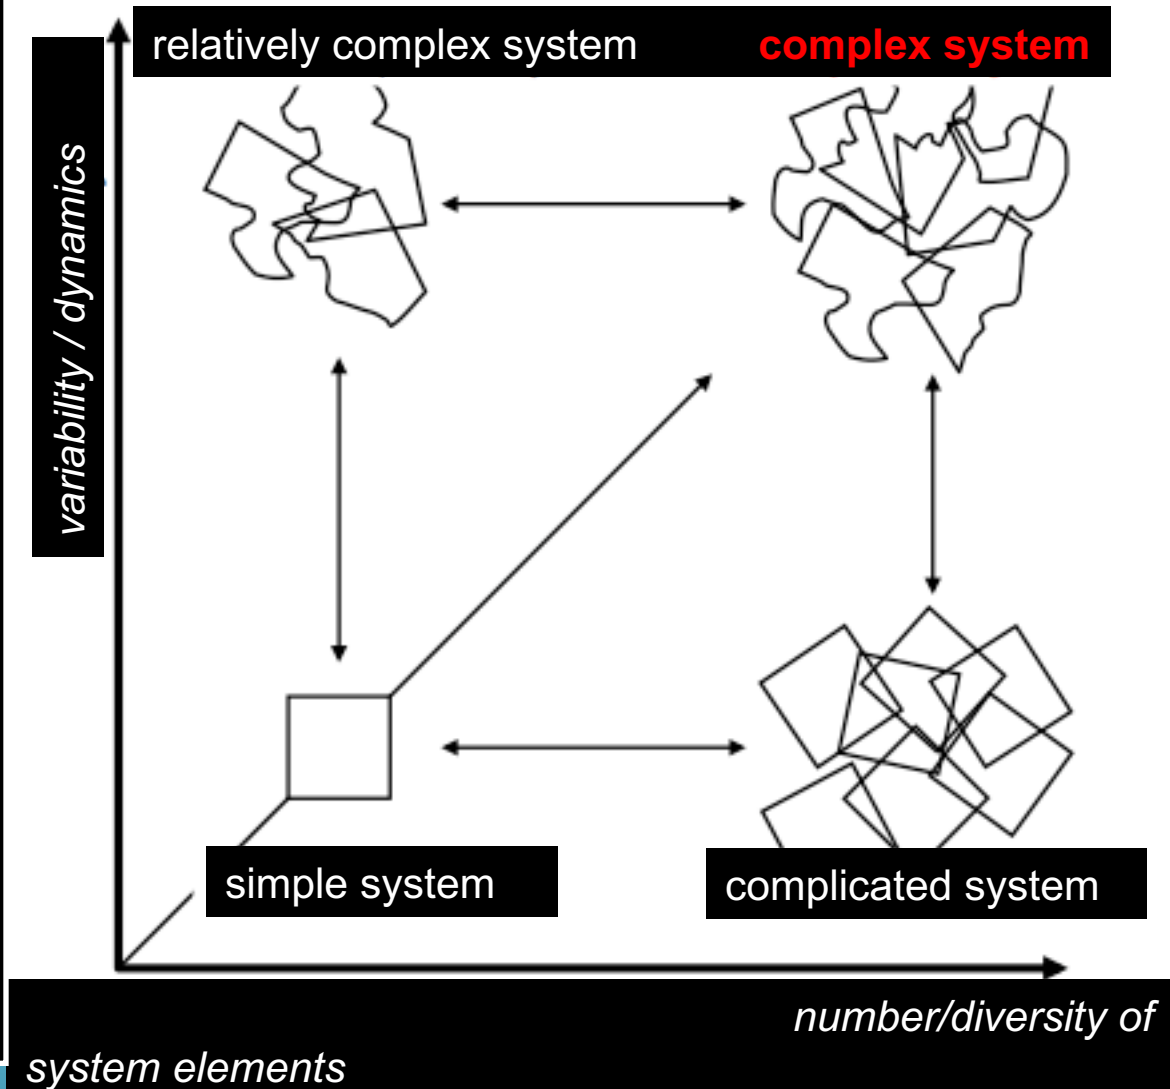 relatively complex system complex system
variability / dynamics
simple system
complicated system
number/diversity of
system elements